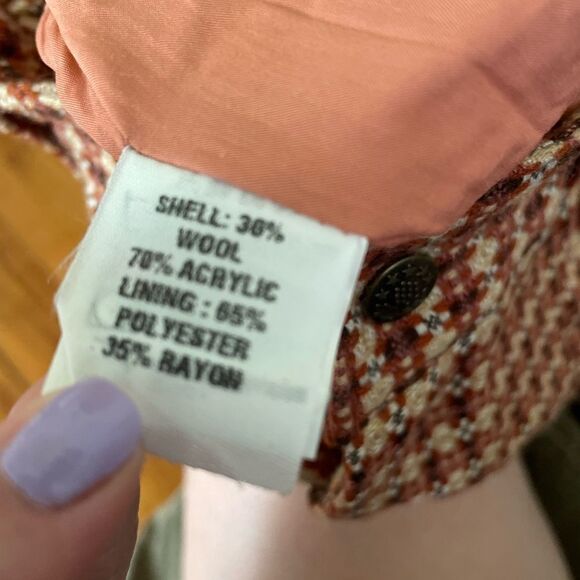 SHELL: 30%
WOOL
70% ACRYLIC
LINING : 65%
POLYESTER
35% RAYON